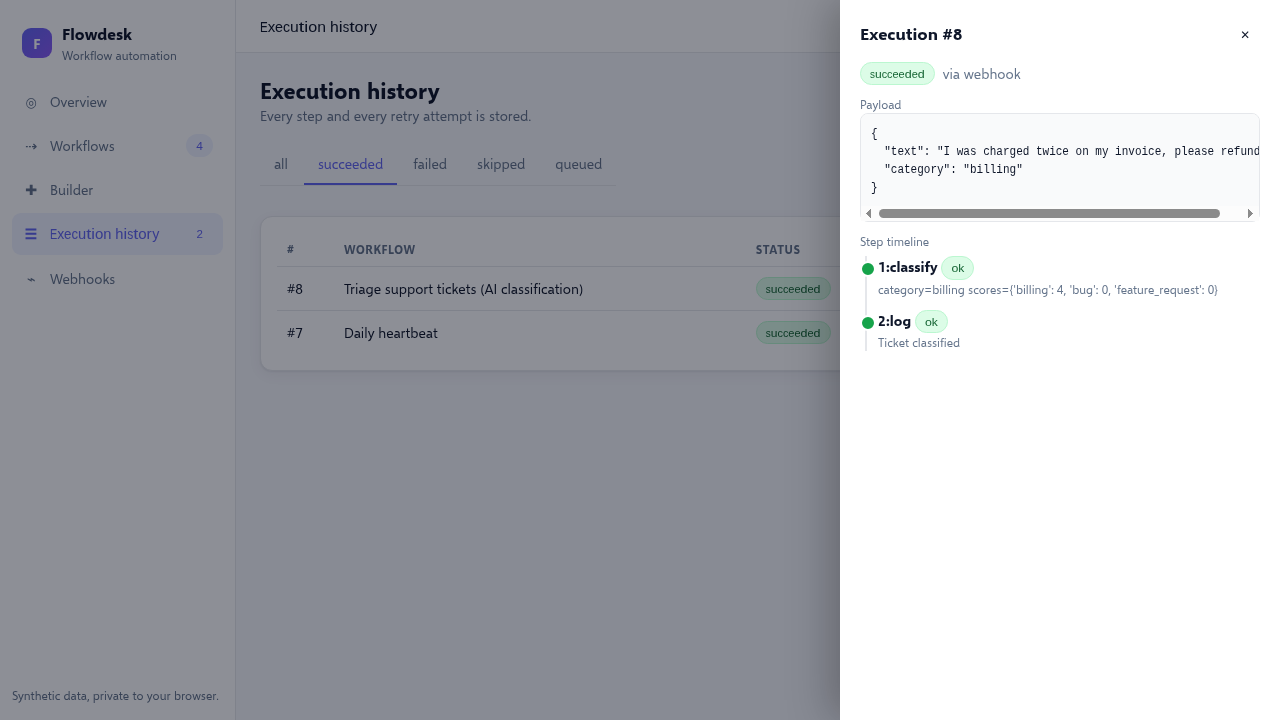 F
Flowdesk
Workflow automation
Overview
Workflows 4
Builder
Execution history 2
Webhooks
Synthetic data, private to your browser.
Execution history
Execution history
Every step and every retry attempt is stored.
all succeeded failed skipped queued
# WORKFLOW STATUS
#8 Triage support tickets (AI classification) succeeded
#7 Daily heartbeat succeeded
Execution #8 ×
succeeded via webhook
Payload
{
"text": "I was charged twice on my invoice, please refund
"category": "billing"
}
Step timeline
1:classify ok
category=billing scores={'billing': 4, 'bug': 0, 'feature_request': 0}
2:log ok
Ticket classified